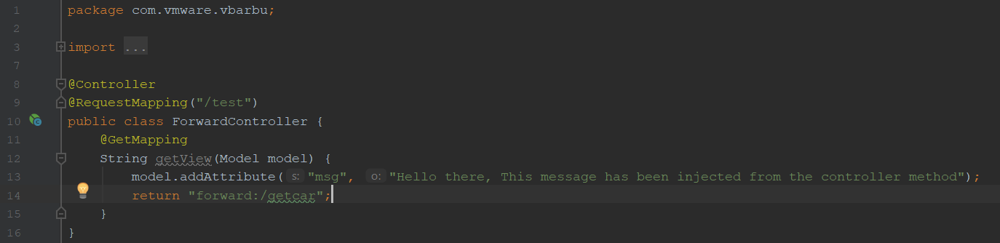 1 package com.vmware.vbarbu;
2
3 import ...
7
8 @Controller
9 @RequestMapping("/test")
10 public class ForwardController {
11 @GetMapping
12 String getView(Model model) {
13 model.addAttribute( s: "msg", o: "Hello there, This message has been injected from the controller method");
14 return "forward:/getcar";
15 }
16 }